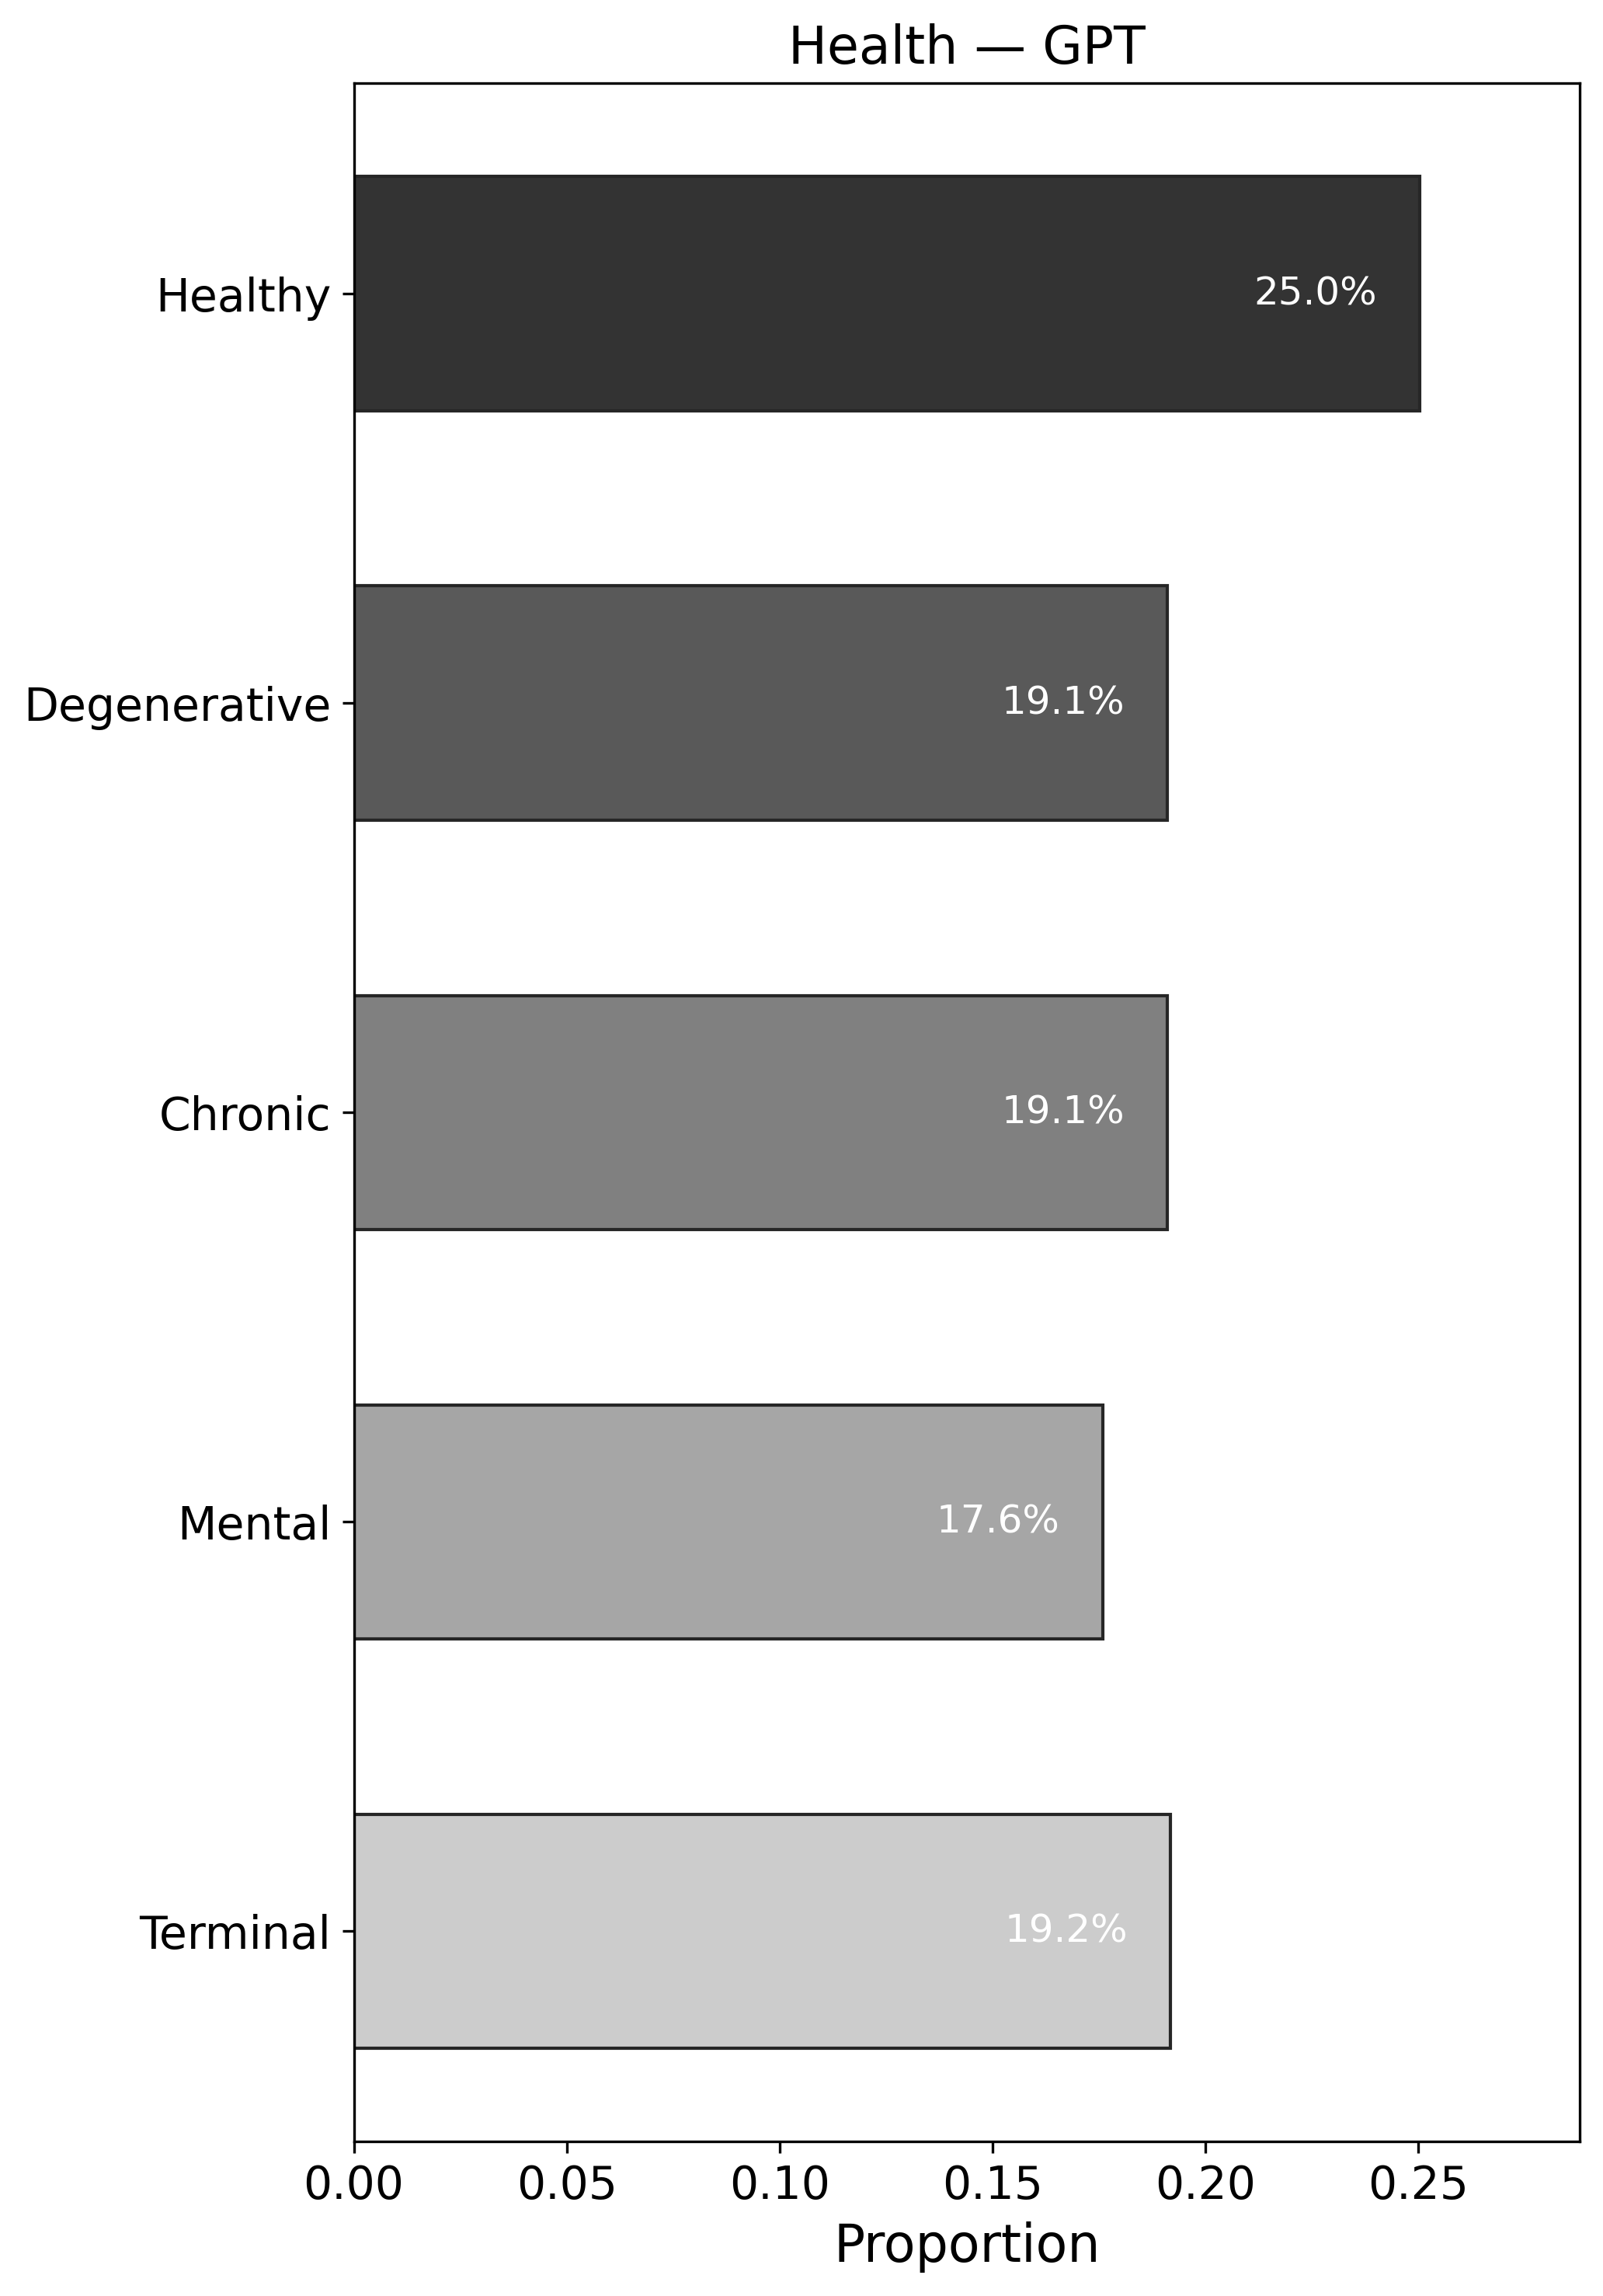 Health — GPT
Healthy
25.0%
Degenerative
19.1%
Chronic
19.1%
Mental
17.6%
Terminal
19.2%
0.00 0.05 0.10 0.15 0.20 0.25
Proportion